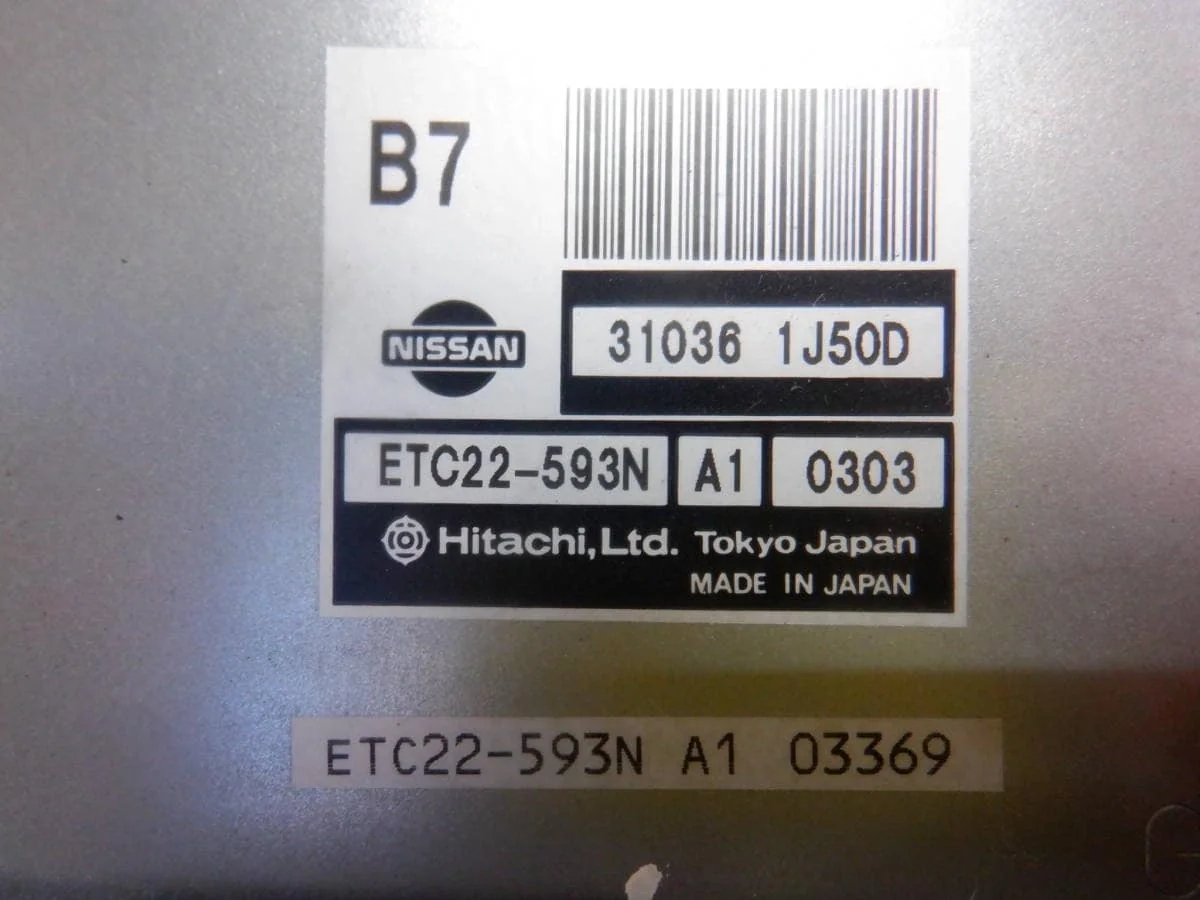 B7
NISSAN
31036 1J50D
ETC22-593N A1 0303
Hitachi, Ltd. Tokyo Japan
MADE IN JAPAN
ETC22-593N A1 03369